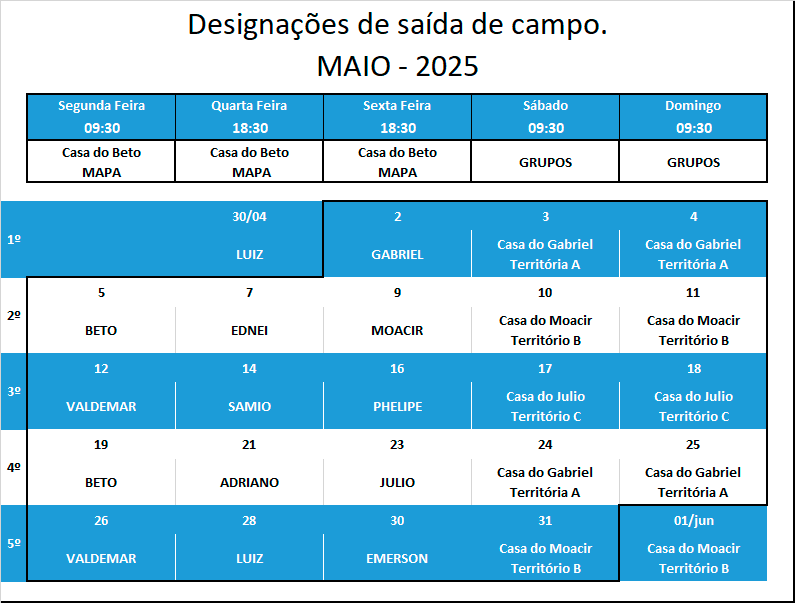 Designações de saída de campo.
MAIO - 2025
Segunda Feira Quarta Feira Sexta Feira Sábado Domingo
09:30 18:30 18:30 09:30 09:30
Casa do Beto Casa do Beto Casa do Beto GRUPOS GRUPOS
MAPA MAPA MAPA
1º 30/04 2 3 4
LUIZ GABRIEL Casa do Gabriel Casa do Gabriel
Territória A Territória A
2º 5 7 9 10 11
BETO EDNEI MOACIR Casa do Moacir Casa do Moacir
Território B Território B
3º 12 14 16 17 18
VALDEMAR SAMIO PHELIPE Casa do Julio Casa do Julio
Território C Território C
4º 19 21 23 24 25
BETO ADRIANO JULIO Casa do Gabriel Casa do Gabriel
Territória A Territória A
5º 26 28 30 31 01/jun
VALDEMAR LUIZ EMERSON Casa do Moacir Casa do Moacir
Território B Território B